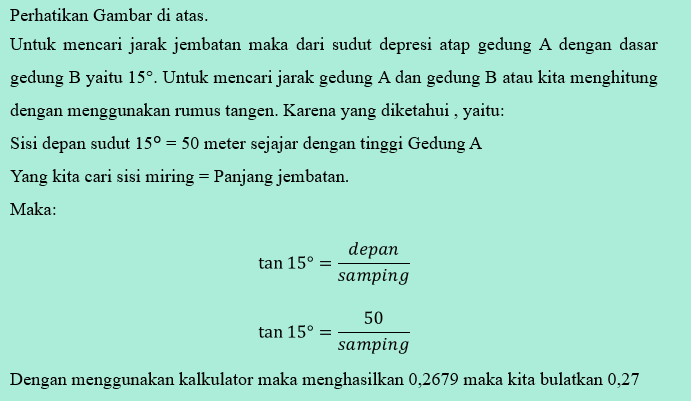 Perhatikan Gambar di atas.
Untuk mencari jarak jembatan maka dari sudut depresi atap gedung A dengan dasar
gedung B yaitu 15°. Untuk mencari jarak gedung A dan gedung B atau kita menghitung
dengan menggunakan rumus tangen. Karena yang diketahui , yaitu:
Sisi depan sudut 15° = 50 meter sejajar dengan tinggi Gedung A
Yang kita cari sisi miring = Panjang jembatan.
Maka:
tan 15° = depan / samping
tan 15° = 50 / samping
Dengan menggunakan kalkulator maka menghasilkan 0,2679 maka kita bulatkan 0,27